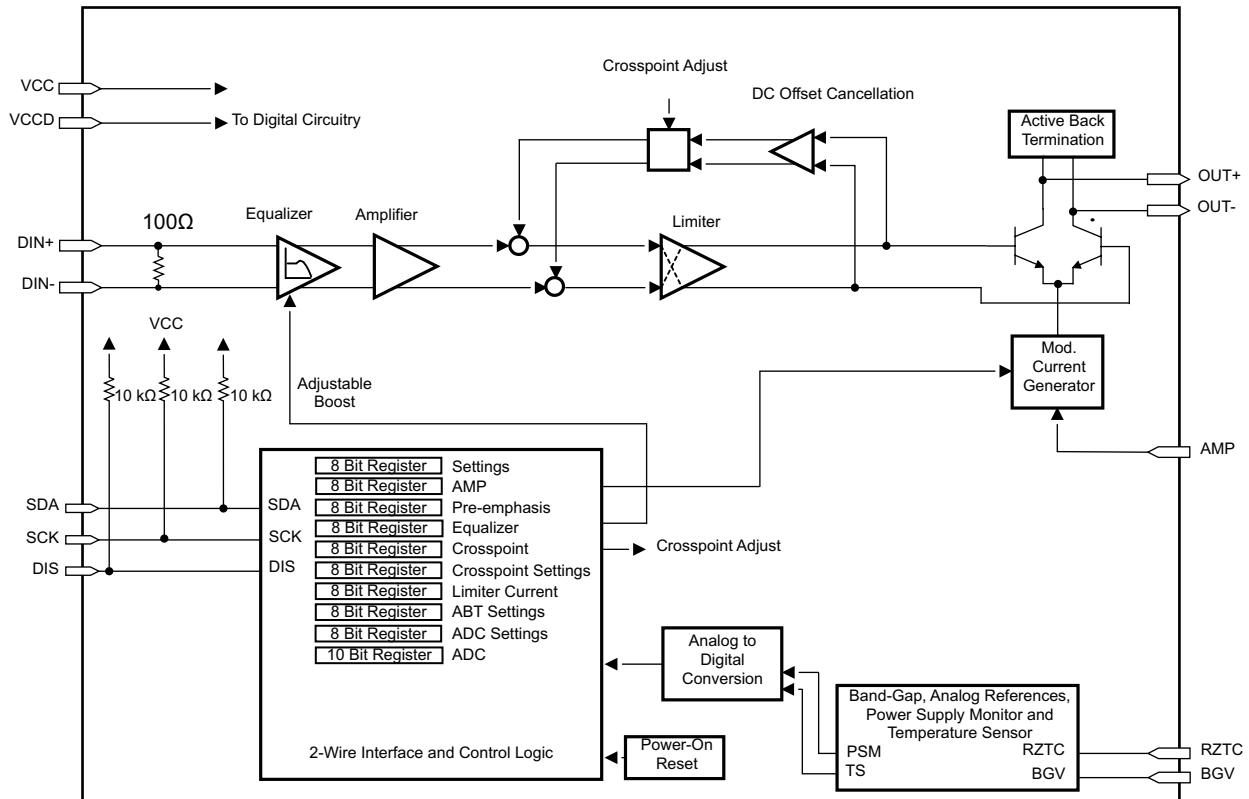 Crosspoint Adjust
VCC
DC Offset Cancellation
Active Back
Termination
VCCD
To Digital Circuitry
OUT+
OUT-
100Ω
Equalizer
Amplifier
Limiter
DIN+
DIN-
VCC
Mod.
Current
Generator
10 kΩ
10 kΩ
10 kΩ
Adjustable
Boost
AMP
8 Bit Register Settings
8 Bit Register AMP
SDA
SDA
8 Bit Register Pre-emphasis
8 Bit Register Equalizer
SCK
SCK
8 Bit Register Crosspoint
Crosspoint Adjust
DIS
DIS
8 Bit Register Crosspoint Settings
8 Bit Register Limiter Current
8 Bit Register ABT Settings
8 Bit Register ADC Settings
10 Bit Register ADC
Analog to
Digital
Conversion
Band-Gap, Analog References,
Power Supply Monitor and
Temperature Sensor
2-Wire Interface and Control Logic
Power-On
Reset
PSM
TS
RZTC
BGV
RZTC
BGV